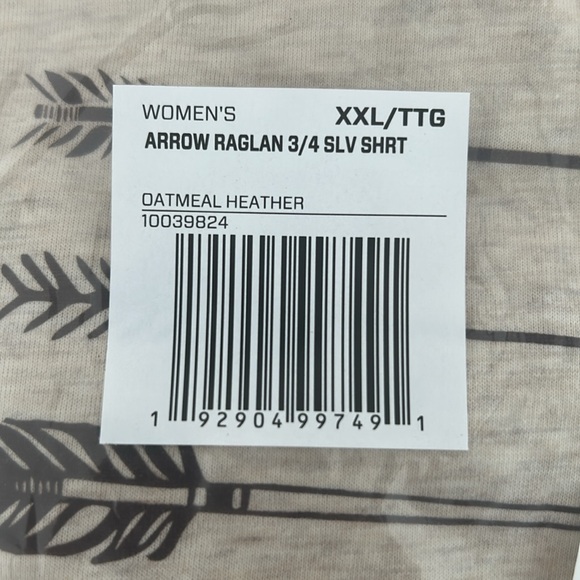 WOMEN'S XXL/TTG
ARROW RAGLAN 3/4 SLV SHRT
OATMEAL HEATHER
10039824
1 92904 99749 1